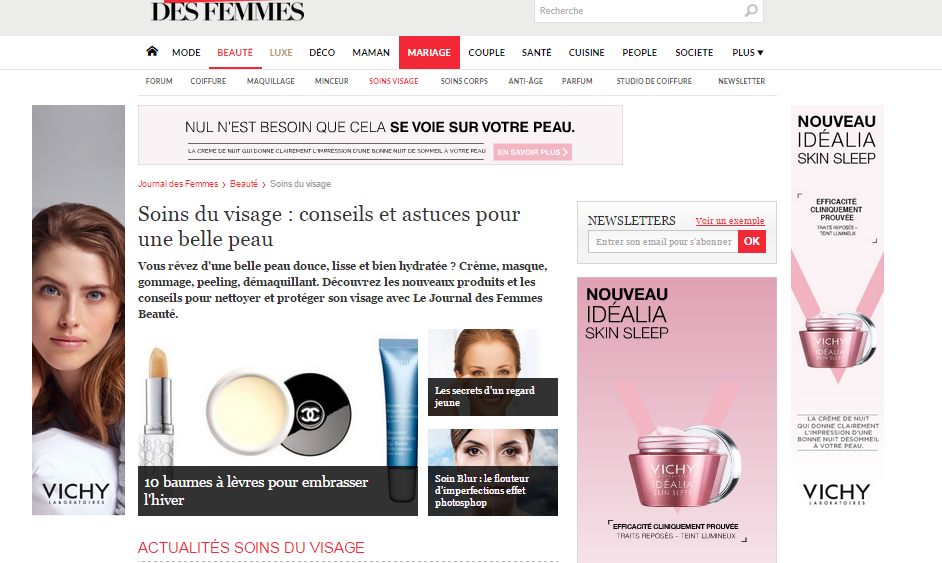 DES FEMMES
Recherche
MODE BEAUTÉ LUXE DÉCO MAMAN MARIAGE COUPLE SANTÉ CUISINE PEOPLE SOCIETE PLUS
FORUM COIFFURE MAQUILLAGE MINCEUR SOINS VISAGE SOINS CORPS ANTI-ÂGE PARFUM STUDIO DE COIFFURE NEWSLETTER
NUL N'EST BESOIN QUE CELA SE VOIE SUR VOTRE PEAU.
LA CRÈME DE NUIT QUI DONNE CLAIREMENT L'IMPRESSION D'UNE BONNE NUIT DE SOMMEIL À VOTRE PEAU
EN SAVOIR PLUS
Journal des Femmes › Beauté › Soins du visage
Soins du visage : conseils et astuces pour
une belle peau
Vous rêvez d'une belle peau douce, lisse et bien hydratée ? Crème, masque,
gommage, peeling, démaquillant. Découvrez les nouveaux produits et les
conseils pour nettoyer et protéger son visage avec Le Journal des Femmes
Beauté.
10 baumes à lèvres pour embrasser
l'hiver
Les secrets d'un regard
jeune
Soin Blur : le flouteur
d'imperfections effet
photosphop
ACTUALITÉS SOINS DU VISAGE
NEWSLETTERS Voir un exemple
Entrer son email pour s'abonner OK
NOUVEAU
IDÉALIA
SKIN SLEEP
VICHY
IDÉALIA
SKIN SLEEP
EFFICACITÉ CLINIQUEMENT PROUVÉE
TRAITS REPOSÉS – TEINT LUMINEUX
VICHY
LABORATOIRES
NOUVEAU
IDÉALIA
SKIN SLEEP
EFFICACITÉ
CLINIQUEMENT
PROUVÉE
TRAITS REPOSÉS –
TEINT LUMINEUX
VICHY
IDÉALIA
SKIN SLEEP
LA CRÈME DE NUIT
QUI DONNE CLAIREMENT
L'IMPRESSION D'UNE
BONNE NUIT DESOMMEIL
À VOTRE PEAU.
VICHY
LABORATOIRES